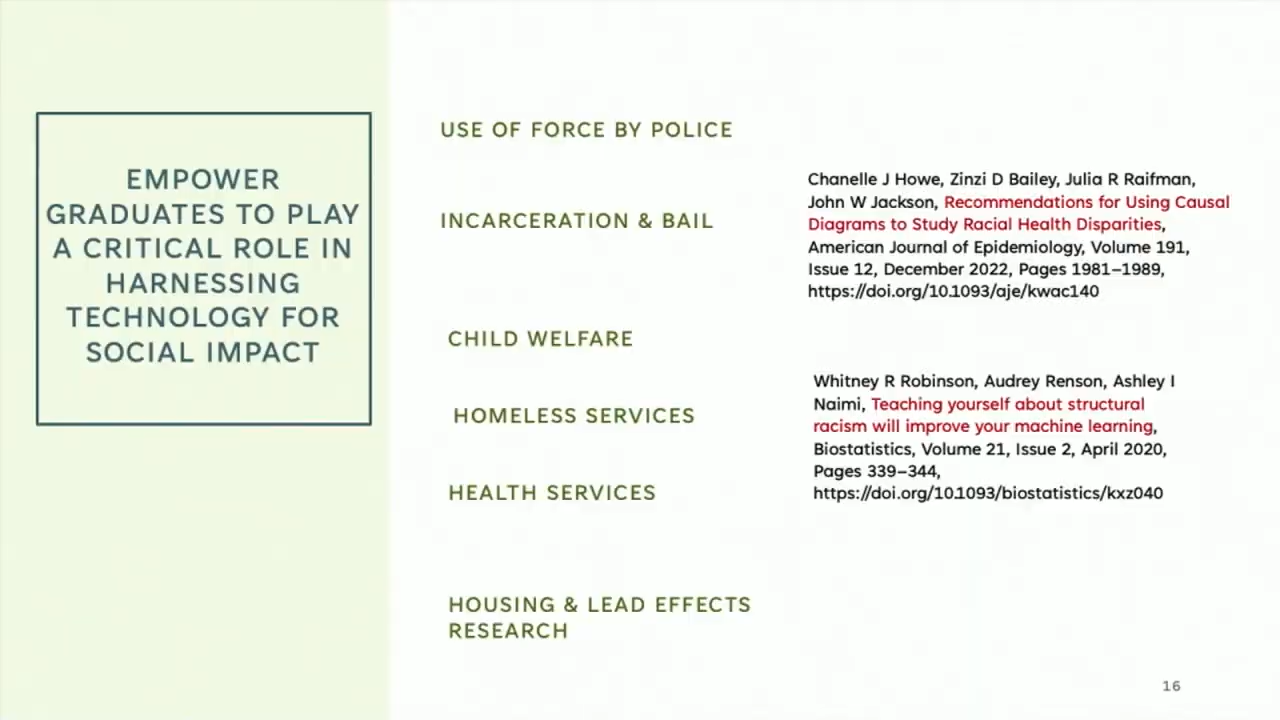 EMPOWER
GRADUATES TO PLAY
A CRITICAL ROLE IN
HARNESSING
TECHNOLOGY FOR
SOCIAL IMPACT
USE OF FORCE BY POLICE
INCARCERATION & BAIL
CHILD WELFARE
HOMELESS SERVICES
HEALTH SERVICES
HOUSING & LEAD EFFECTS
RESEARCH
Chanelle J Howe, Zinzi D Bailey, Julia R Raifman,
John W Jackson, Recommendations for Using Causal
Diagrams to Study Racial Health Disparities,
American Journal of Epidemiology, Volume 191,
Issue 12, December 2022, Pages 1981–1989,
https://doi.org/10.1093/aje/kwac140
Whitney R Robinson, Audrey Renson, Ashley I
Naimi, Teaching yourself about structural
racism will improve your machine learning,
Biostatistics, Volume 21, Issue 2, April 2020,
Pages 339–344,
https://doi.org/10.1093/biostatistics/kxz040
16